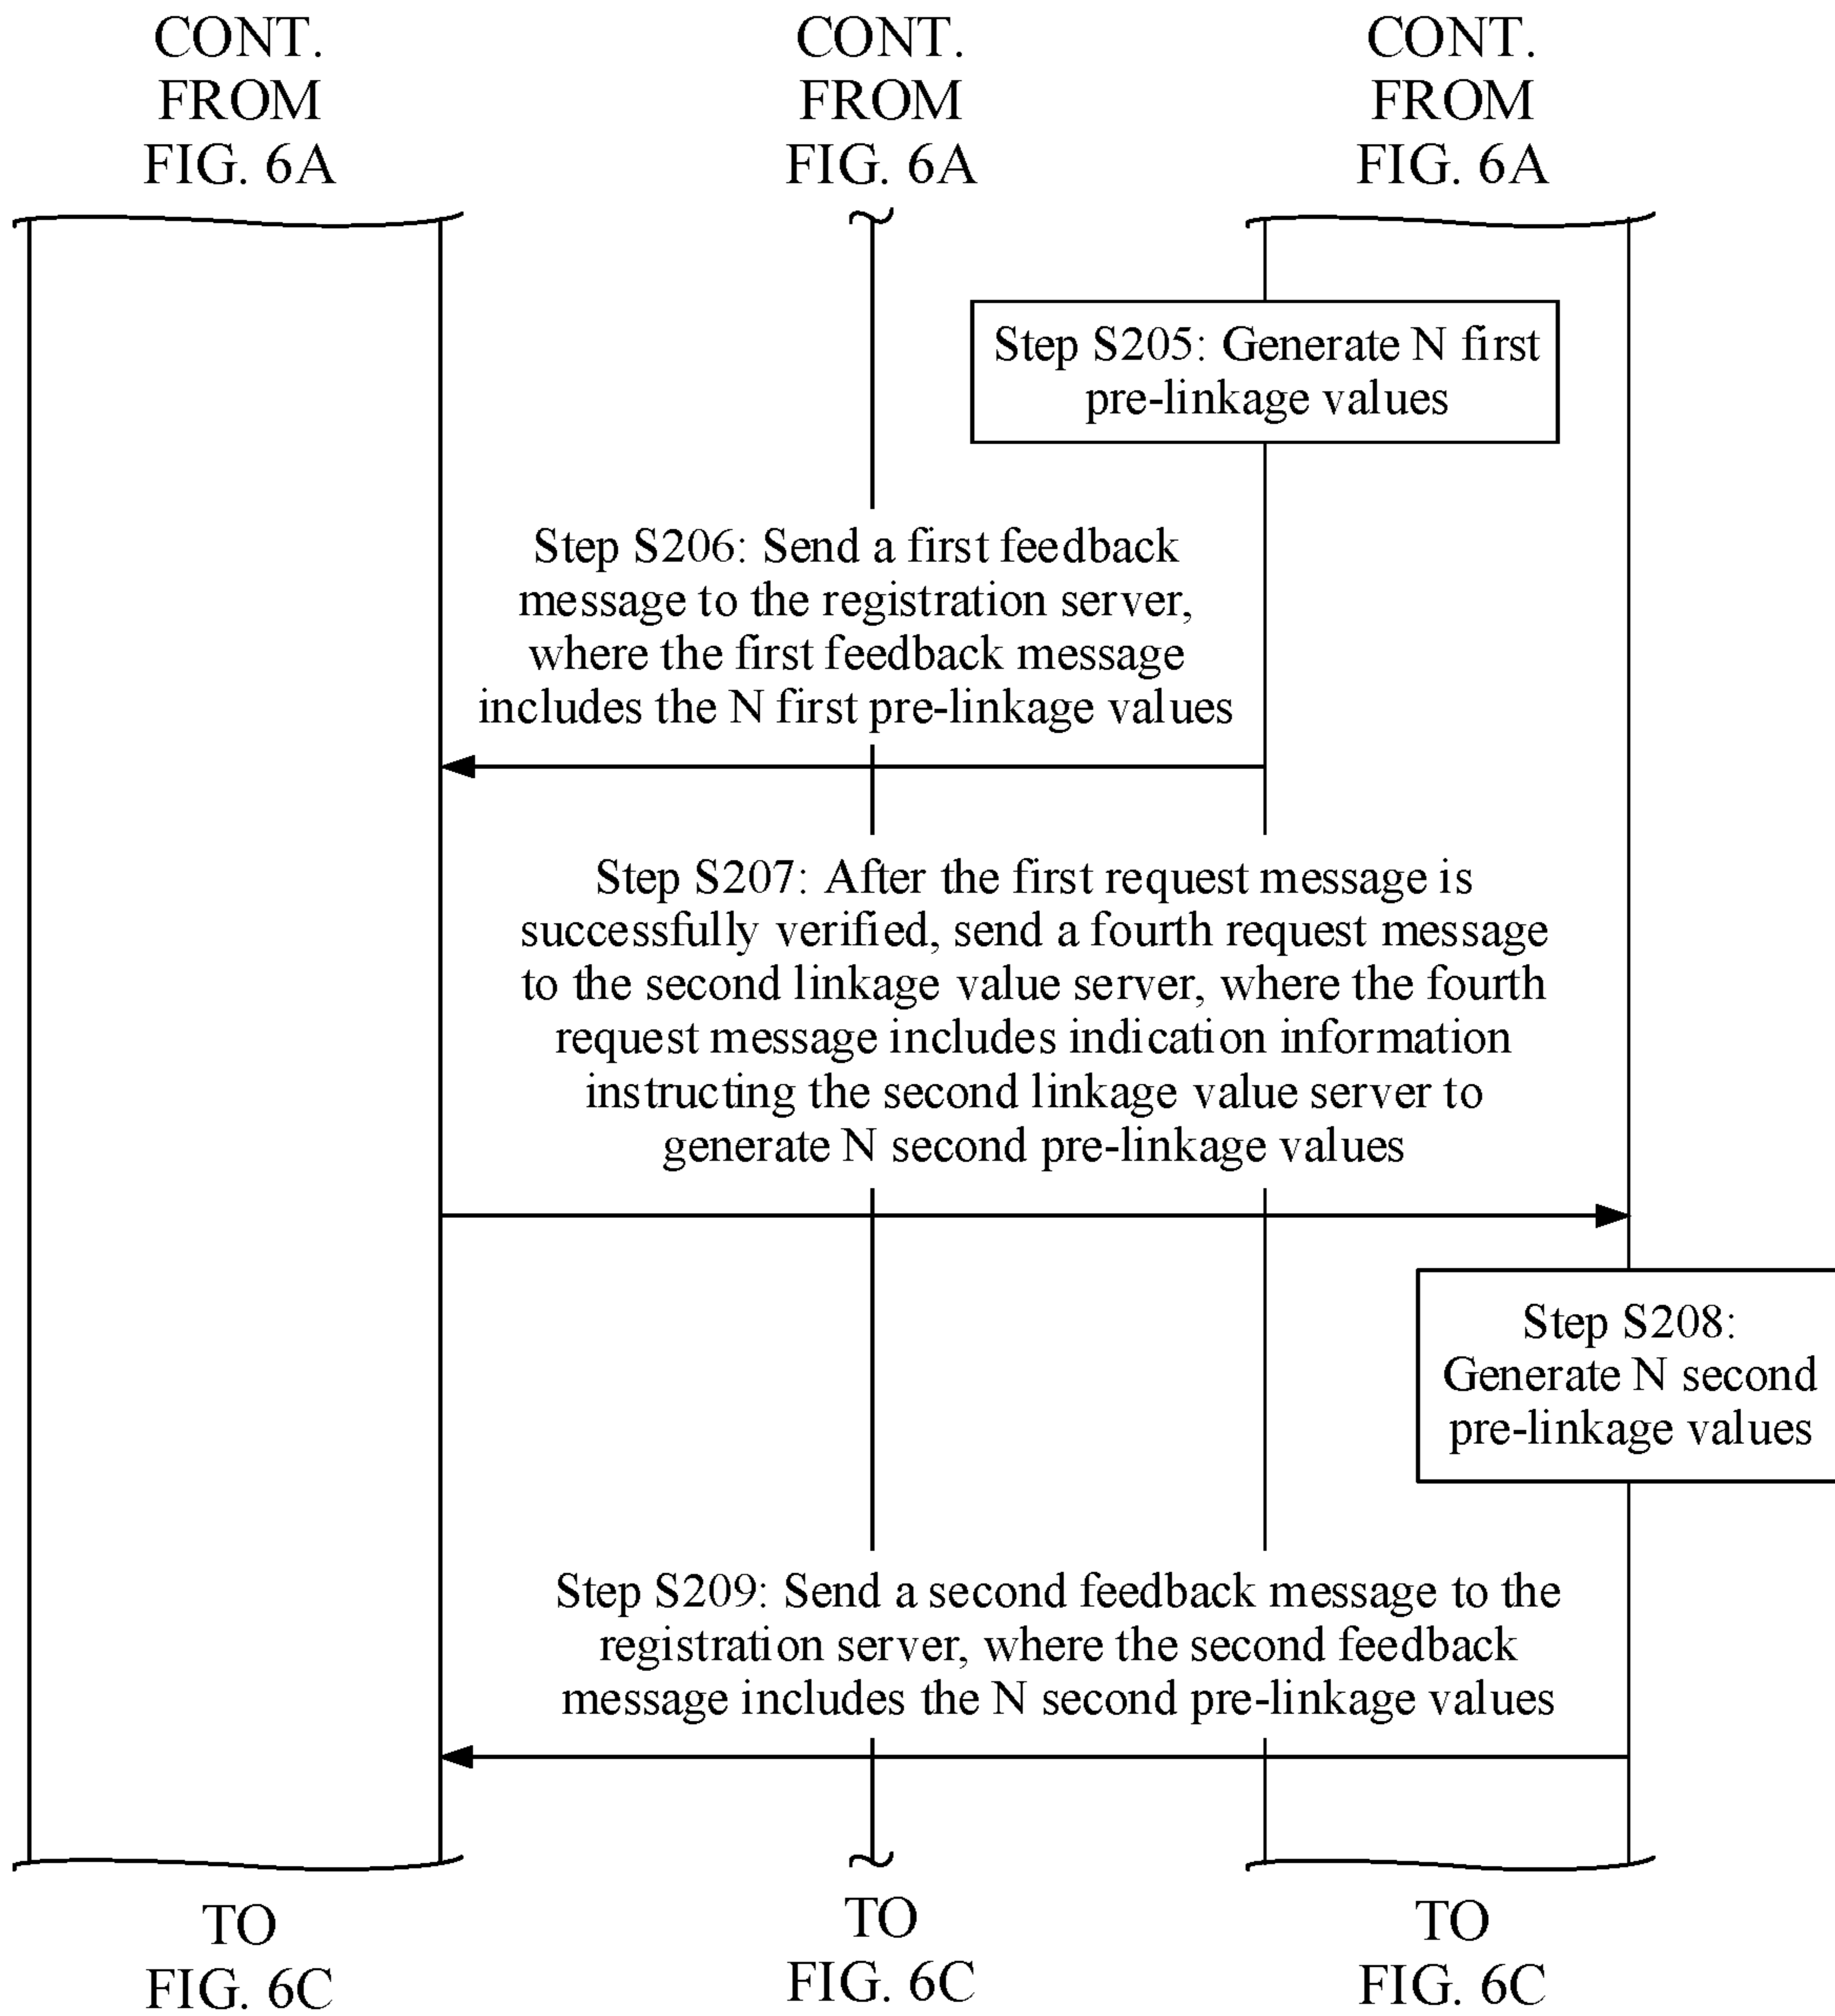 CONT.
FROM
FIG. 6A
CONT.
FROM
FIG. 6A
CONT.
FROM
FIG. 6A
Step S205: Generate N first
pre-linkage values
Step S206: Send a first feedback
message to the registration server,
where the first feedback message
includes the N first pre-linkage values
Step S207: After the first request message is
successfully verified, send a fourth request message
to the second linkage value server, where the fourth
request message includes indication information
instructing the second linkage value server to
generate N second pre-linkage values
Step S208:
Generate N second
pre-linkage values
Step S209: Send a second feedback message to the
registration server, where the second feedback
message includes the N second pre-linkage values
TO
FIG. 6C
TO
FIG. 6C
TO
FIG. 6C